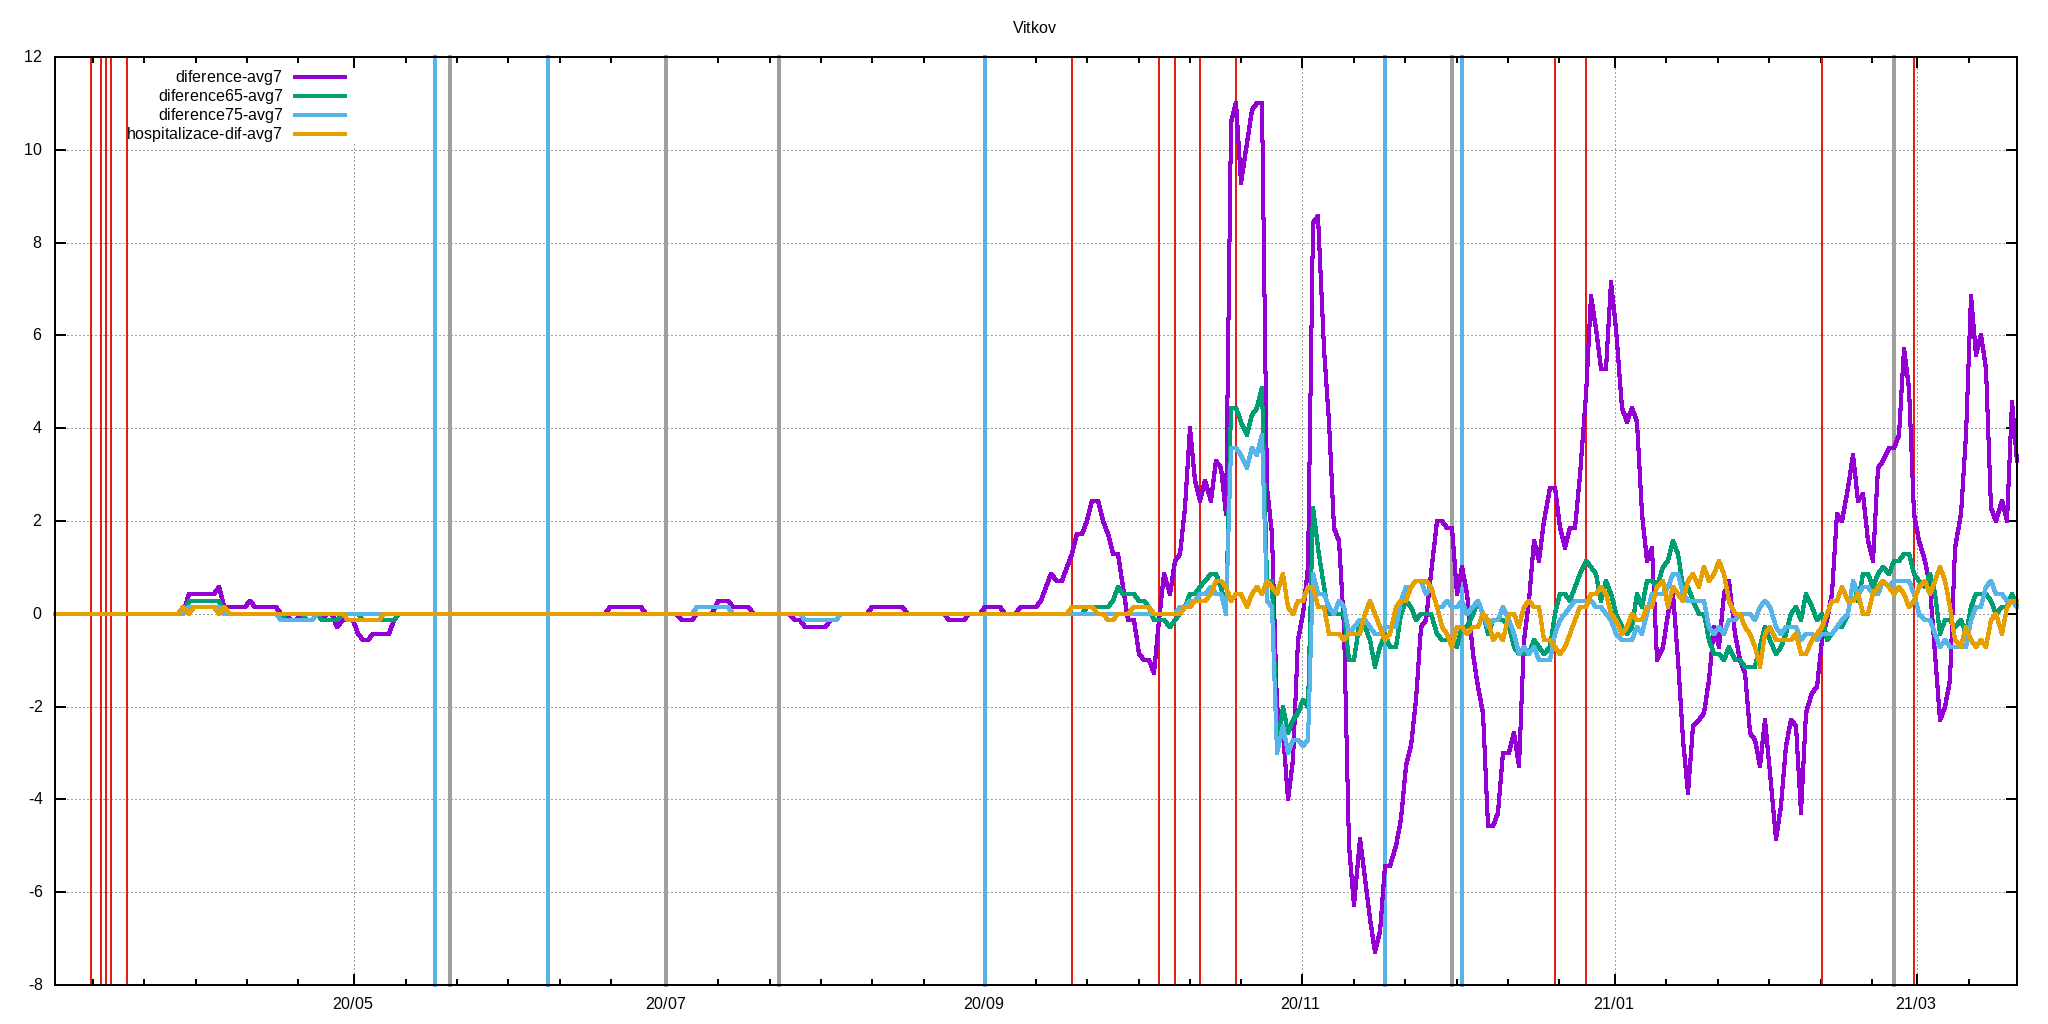 Vitkov
diference-avg7
diference65-avg7
diference75-avg7
hospitalizace-dif-avg7
12
10
8
6
4
2
0
-2
-4
-6
-8
20/05 20/07 20/09 20/11 21/01 21/03